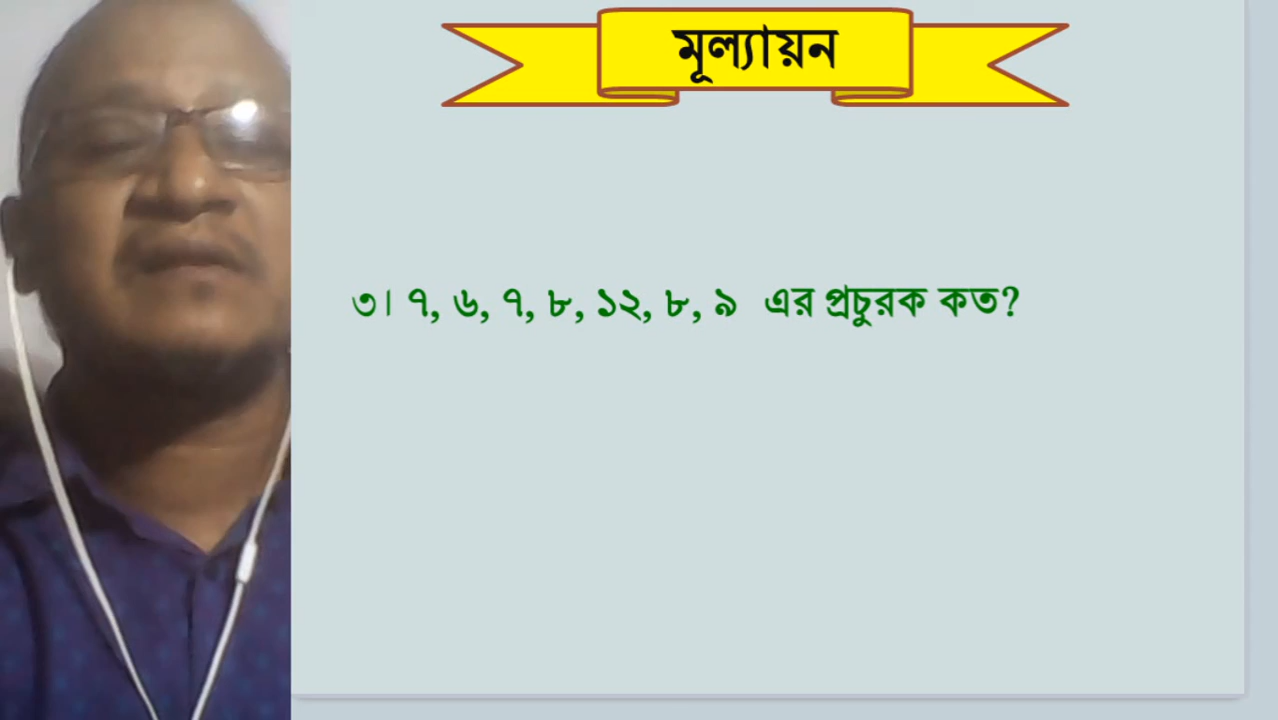 মূল্যায়ন
৩। ৭, ৬, ৭, ৮, ১২, ৮, ৯ এর প্রচুরক কত?